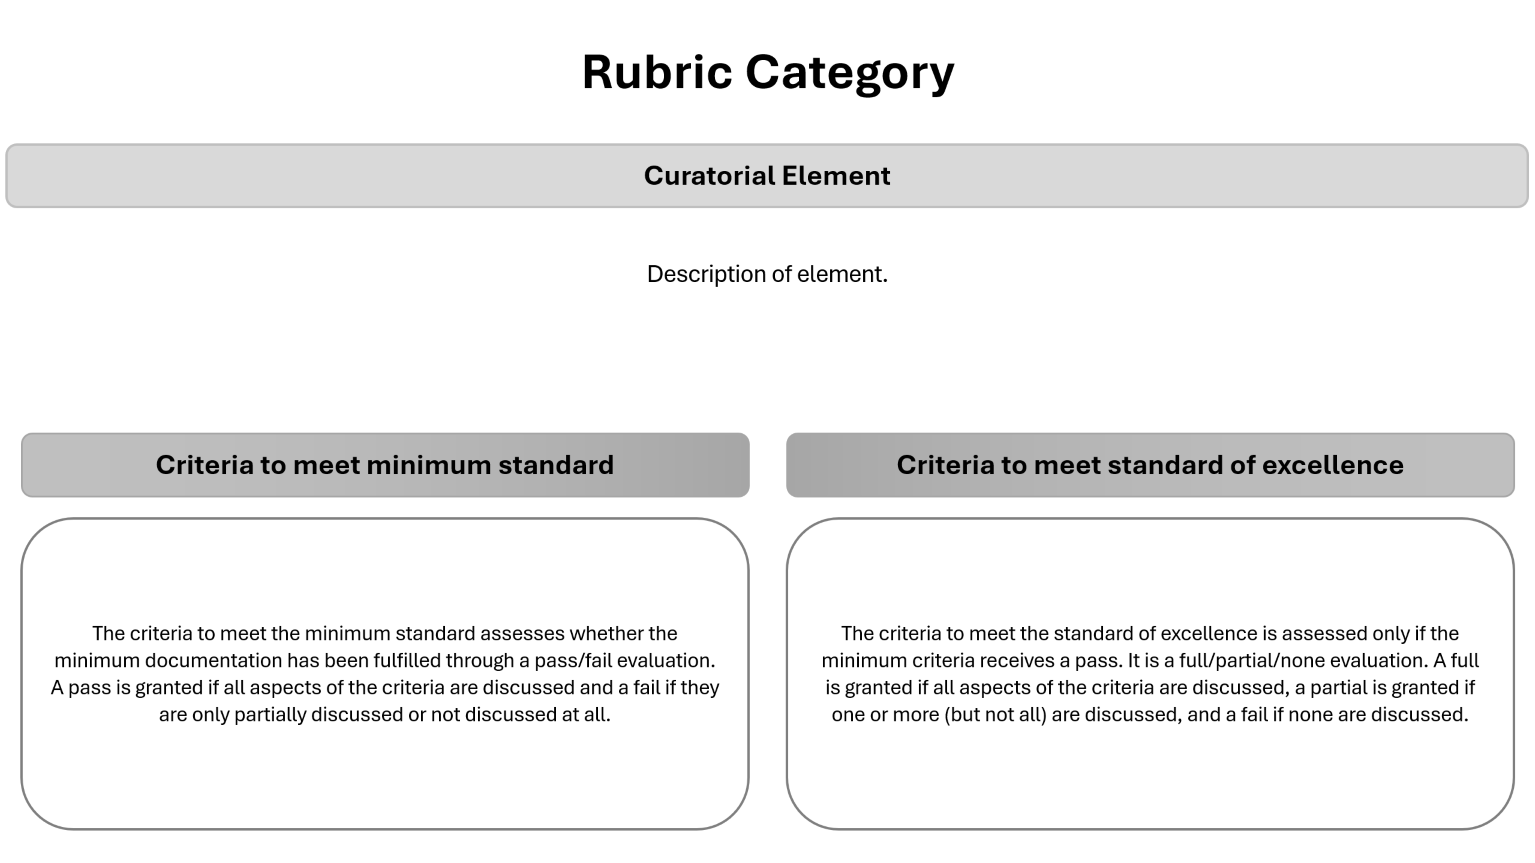 Rubric Category
Curatorial Element
Description of element.
Criteria to meet minimum standard
The criteria to meet the minimum standard assesses whether the
minimum documentation has been fulfilled through a pass/fail evaluation.
A pass is granted if all aspects of the criteria are discussed and a fail if they
are only partially discussed or not discussed at all.
Criteria to meet standard of excellence
The criteria to meet the standard of excellence is assessed only if the
minimum criteria receives a pass. It is a full/partial/none evaluation. A full
is granted if all aspects of the criteria are discussed, a partial is granted if
one or more (but not all) are discussed, and a fail if none are discussed.